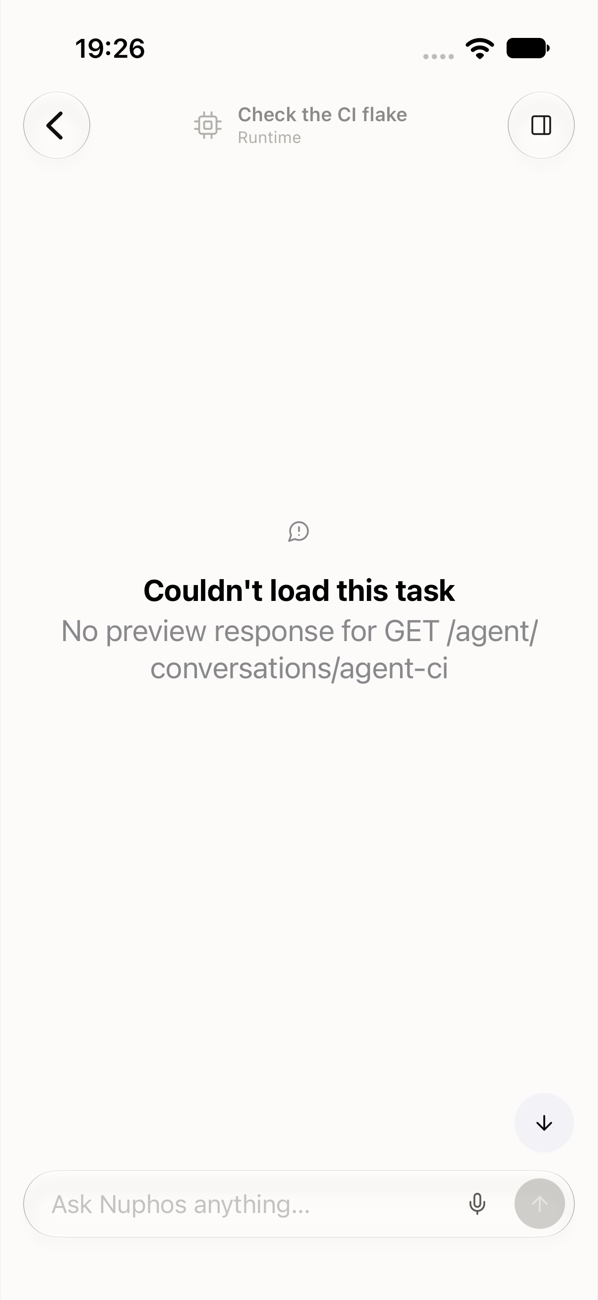 19:26
Check the CI flake
Runtime
Couldn't load this task
No preview response for GET /agent/
conversations/agent-ci
Ask Nuphos anything...